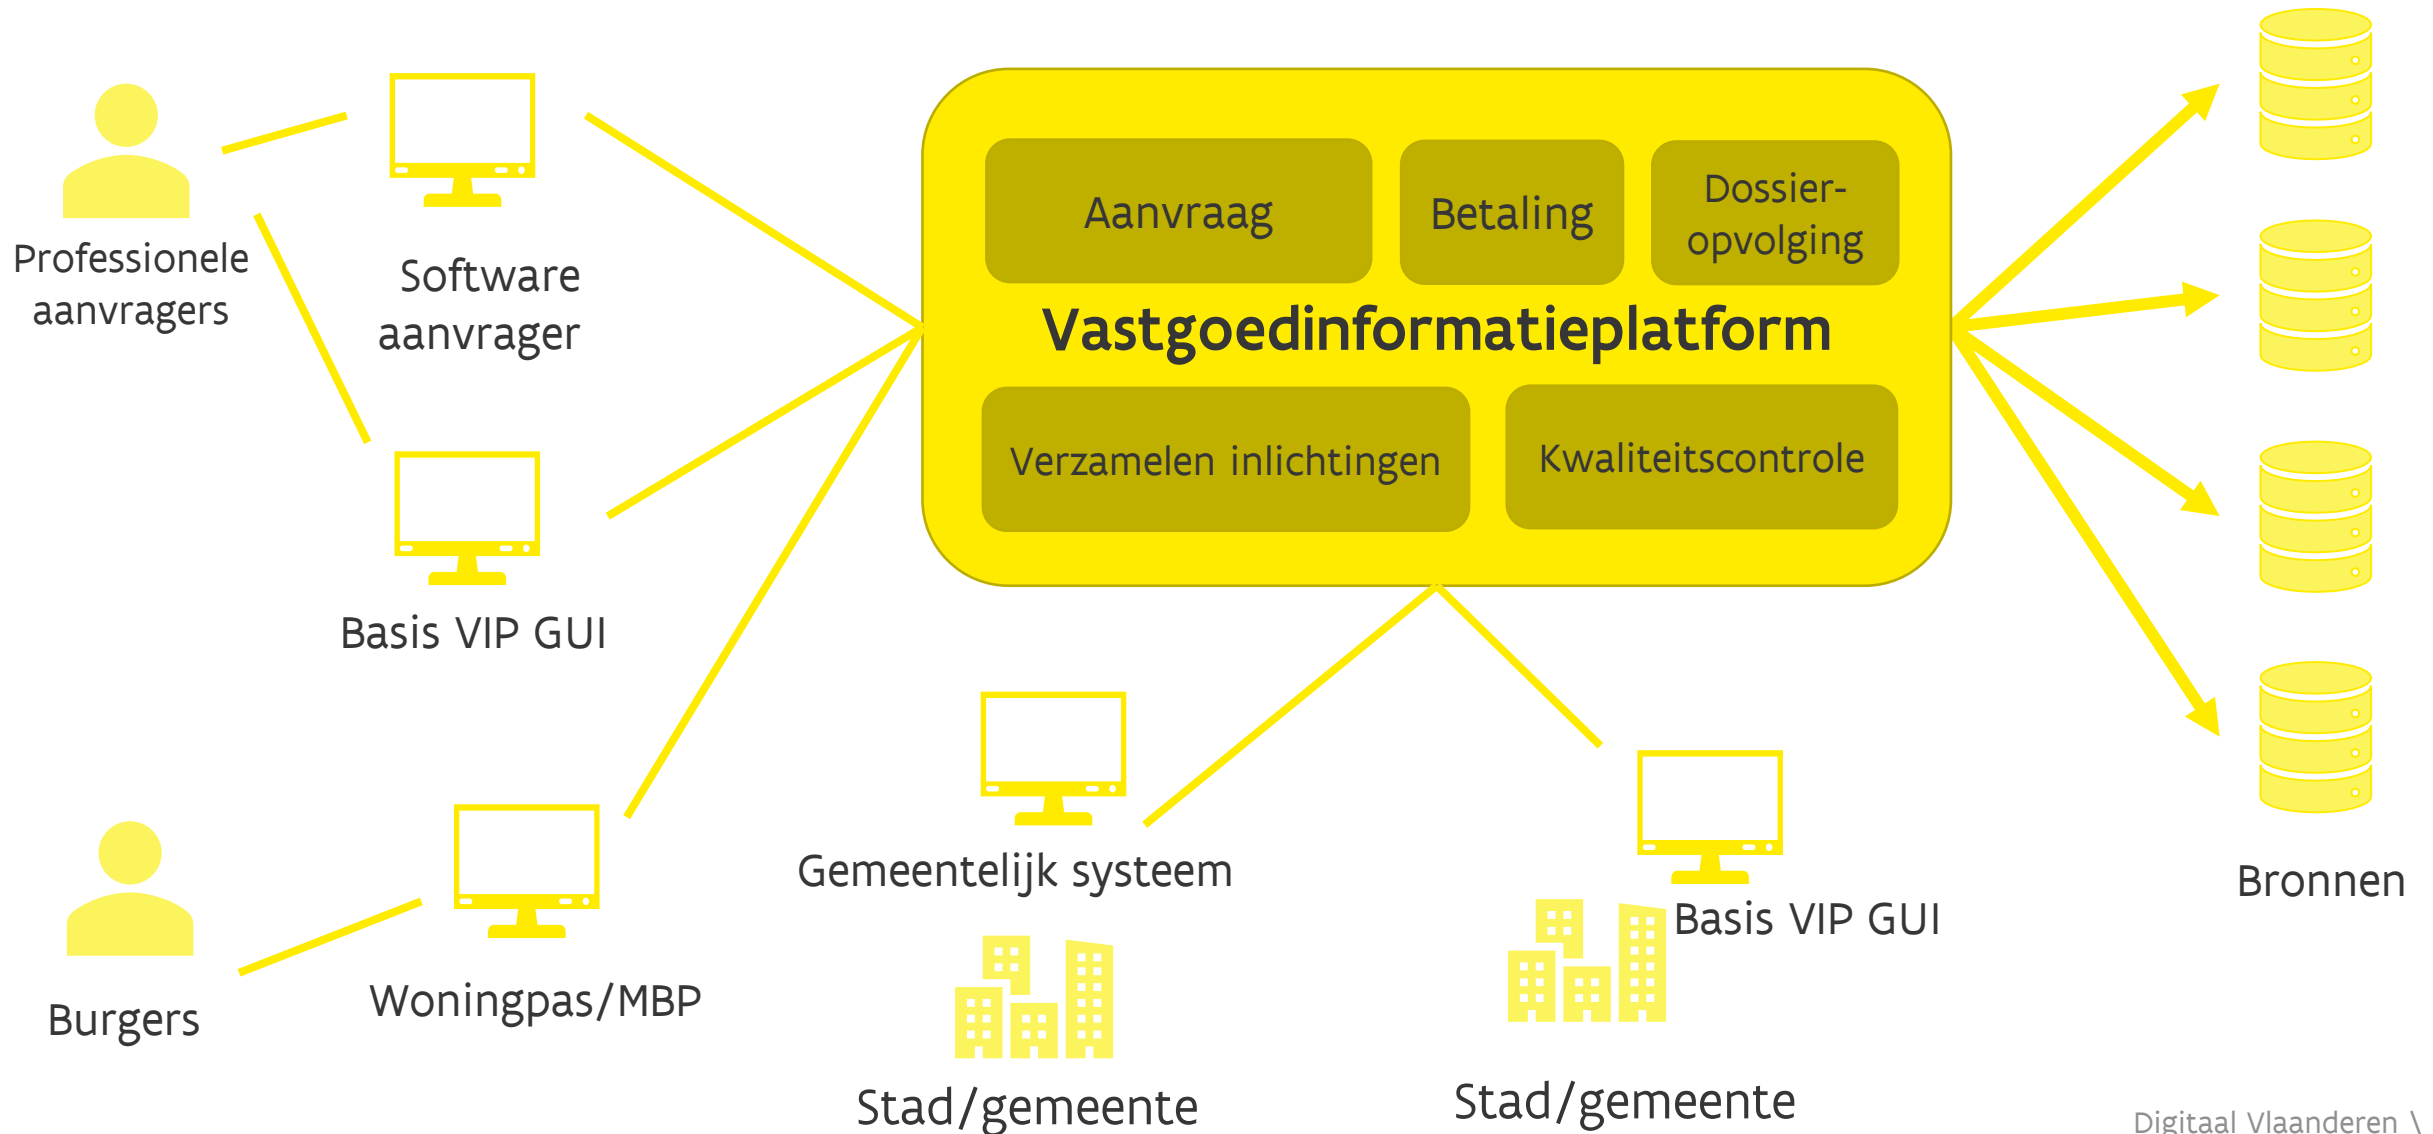 Professionele
aanvragers
Software
aanvrager
Basis VIP GUI
Burgers
Woningpas/MBP
Aanvraag
Betaling
Dossier-
opvolging
Vastgoedinformatieplatform
Verzamelen inlichtingen
Kwaliteitscontrole
Gemeentelijk systeem
Stad/gemeente
Basis VIP GUI
Stad/gemeente
Bronnen
Digitaal Vlaanderen \